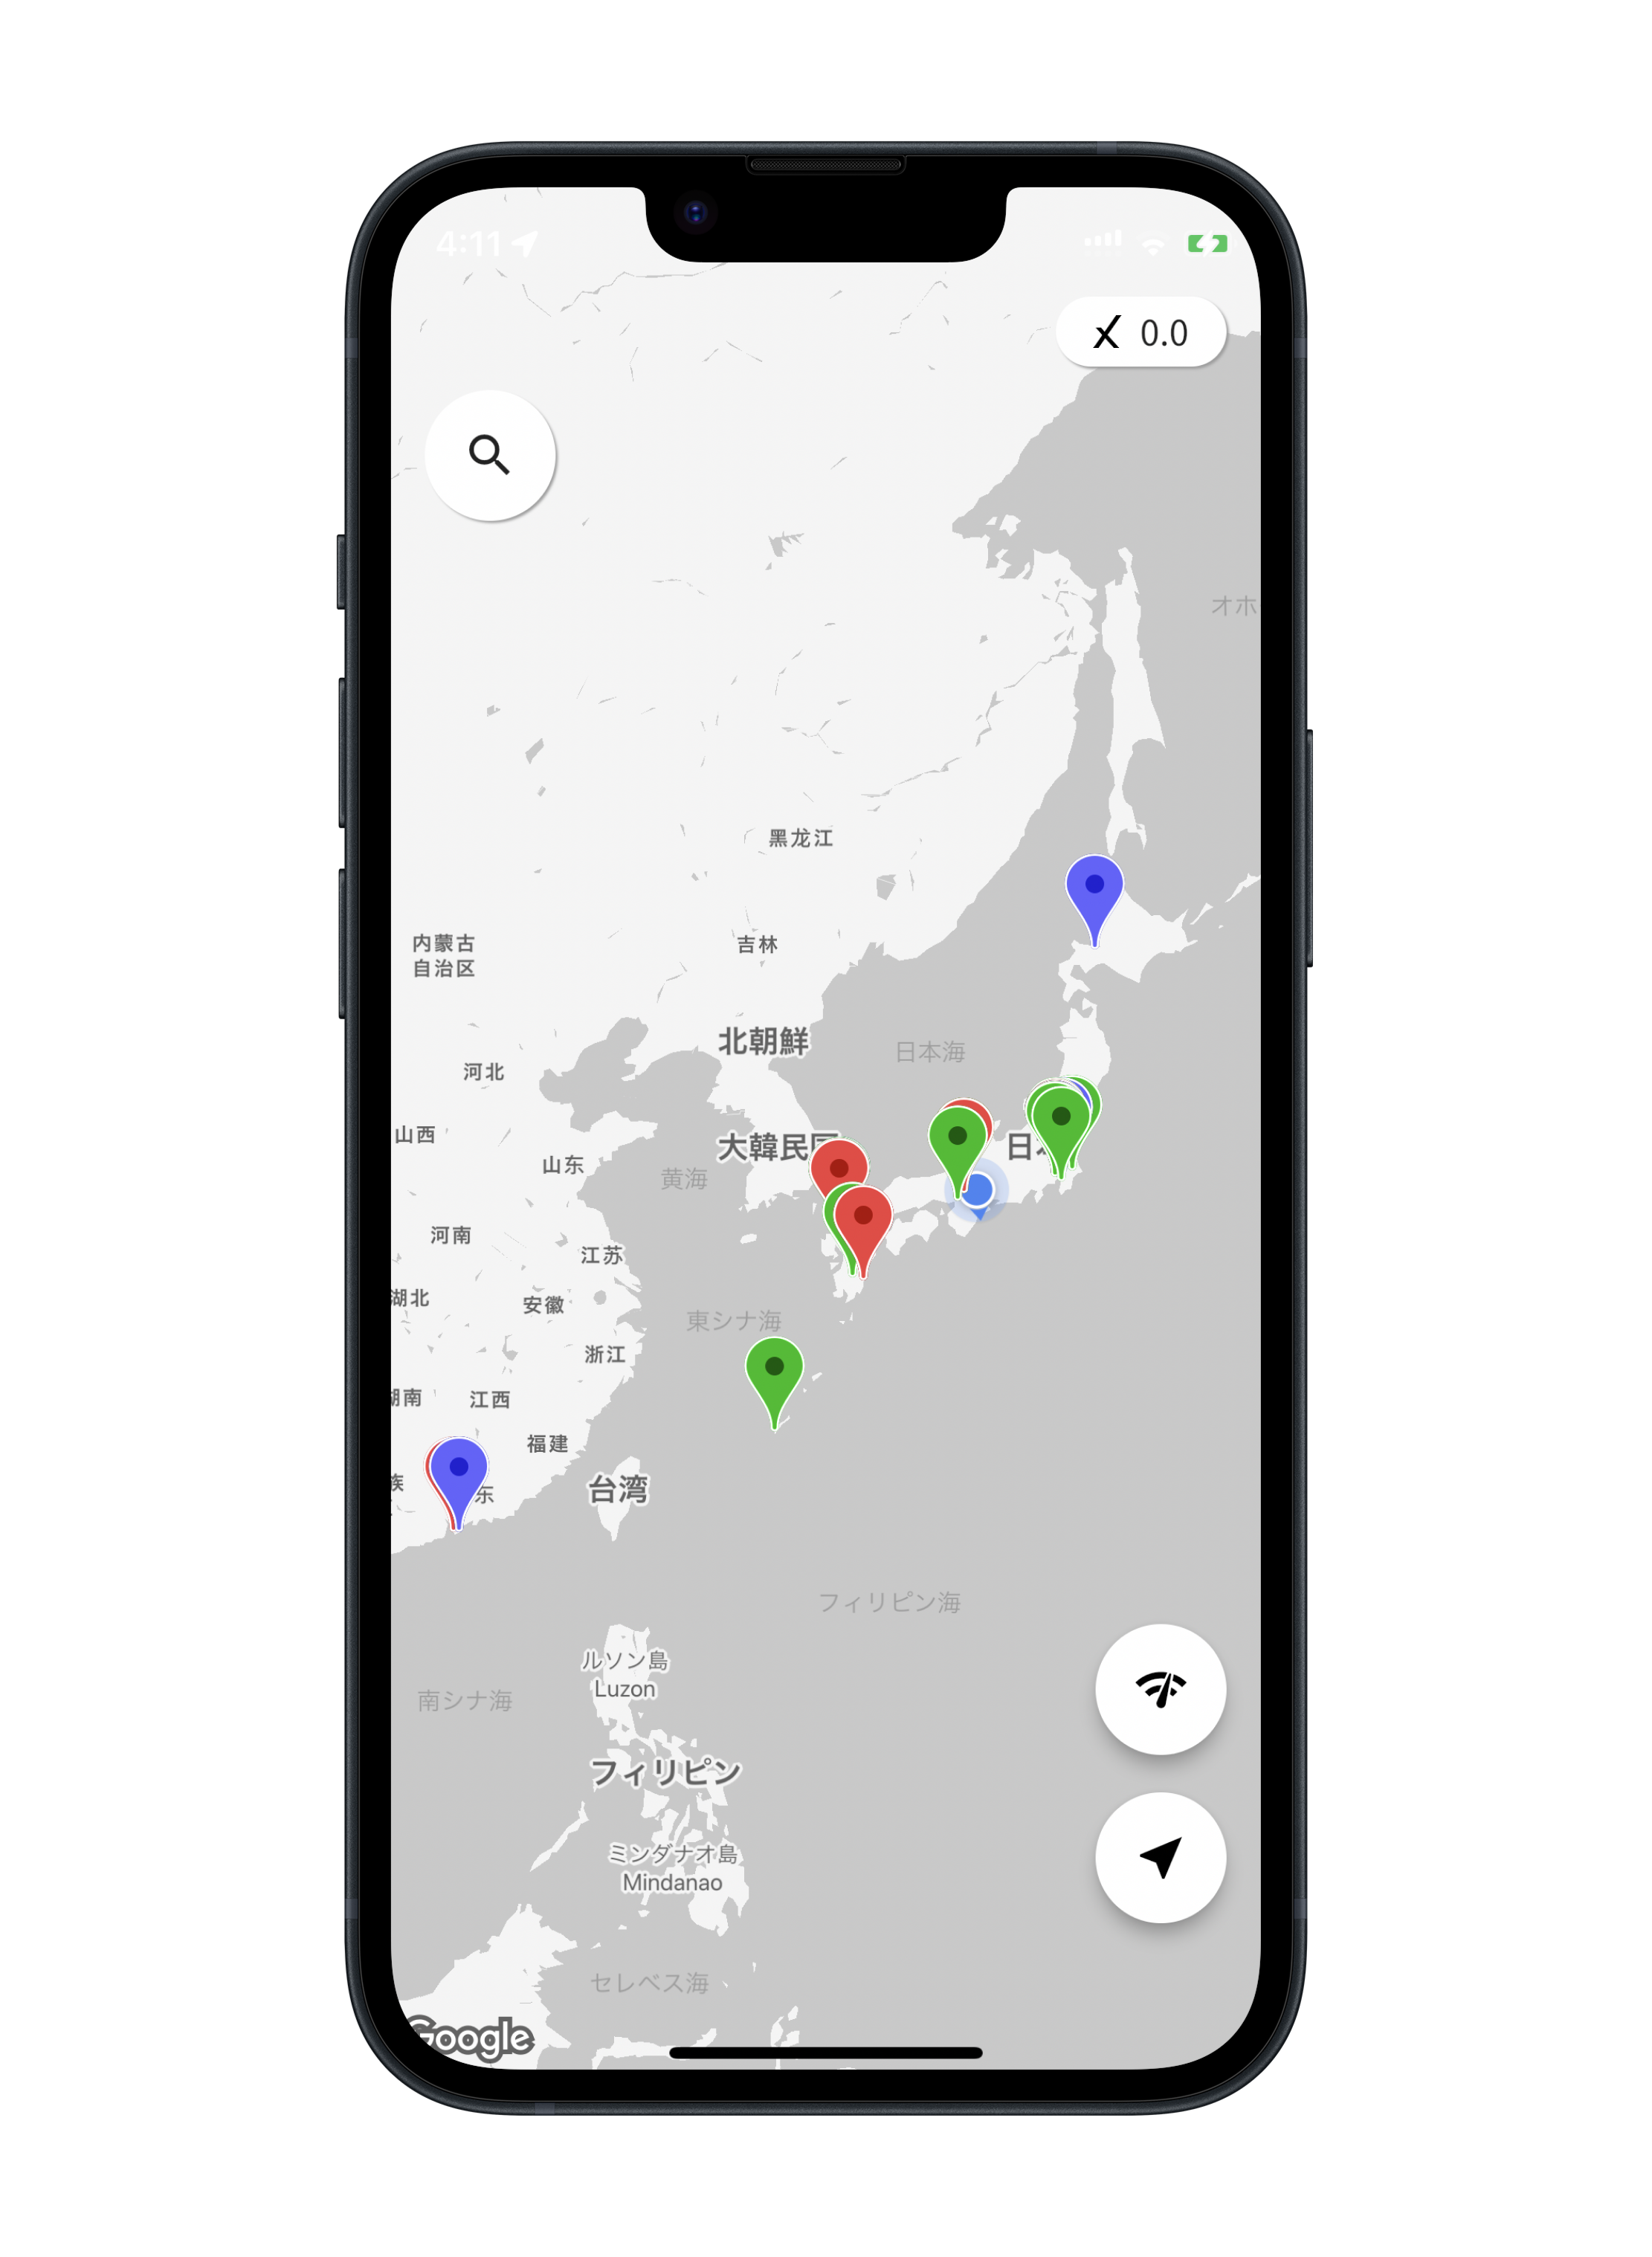 4:11
0.0
オホ
黑龙江
内蒙古
自治区
吉林
北朝鮮
日本海
河北
山西
大韓民国
日本
山东
黄海
河南
江苏
湖北
安徽
東シナ海
浙江
湖南
江西
福建
族
东
台湾
フィリピン海
ルソン島
Luzon
南シナ海
フィリピン
ミンダナオ島
Mindanao
セレベス海
Google